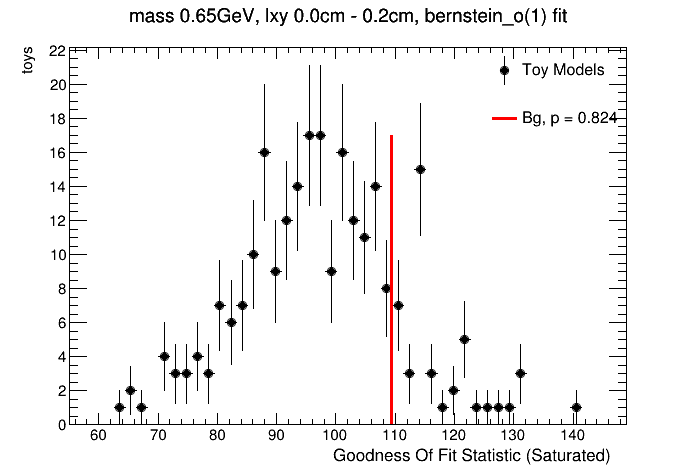 mass 0.65GeV, lxy 0.0cm - 0.2cm, bernstein_o(1) fit
toys
22
20
18
16
14
12
10
8
6
4
2
0
Toy Models
Bg, p = 0.824
60 70 80 90 100 110 120 130 140
Goodness Of Fit Statistic (Saturated)